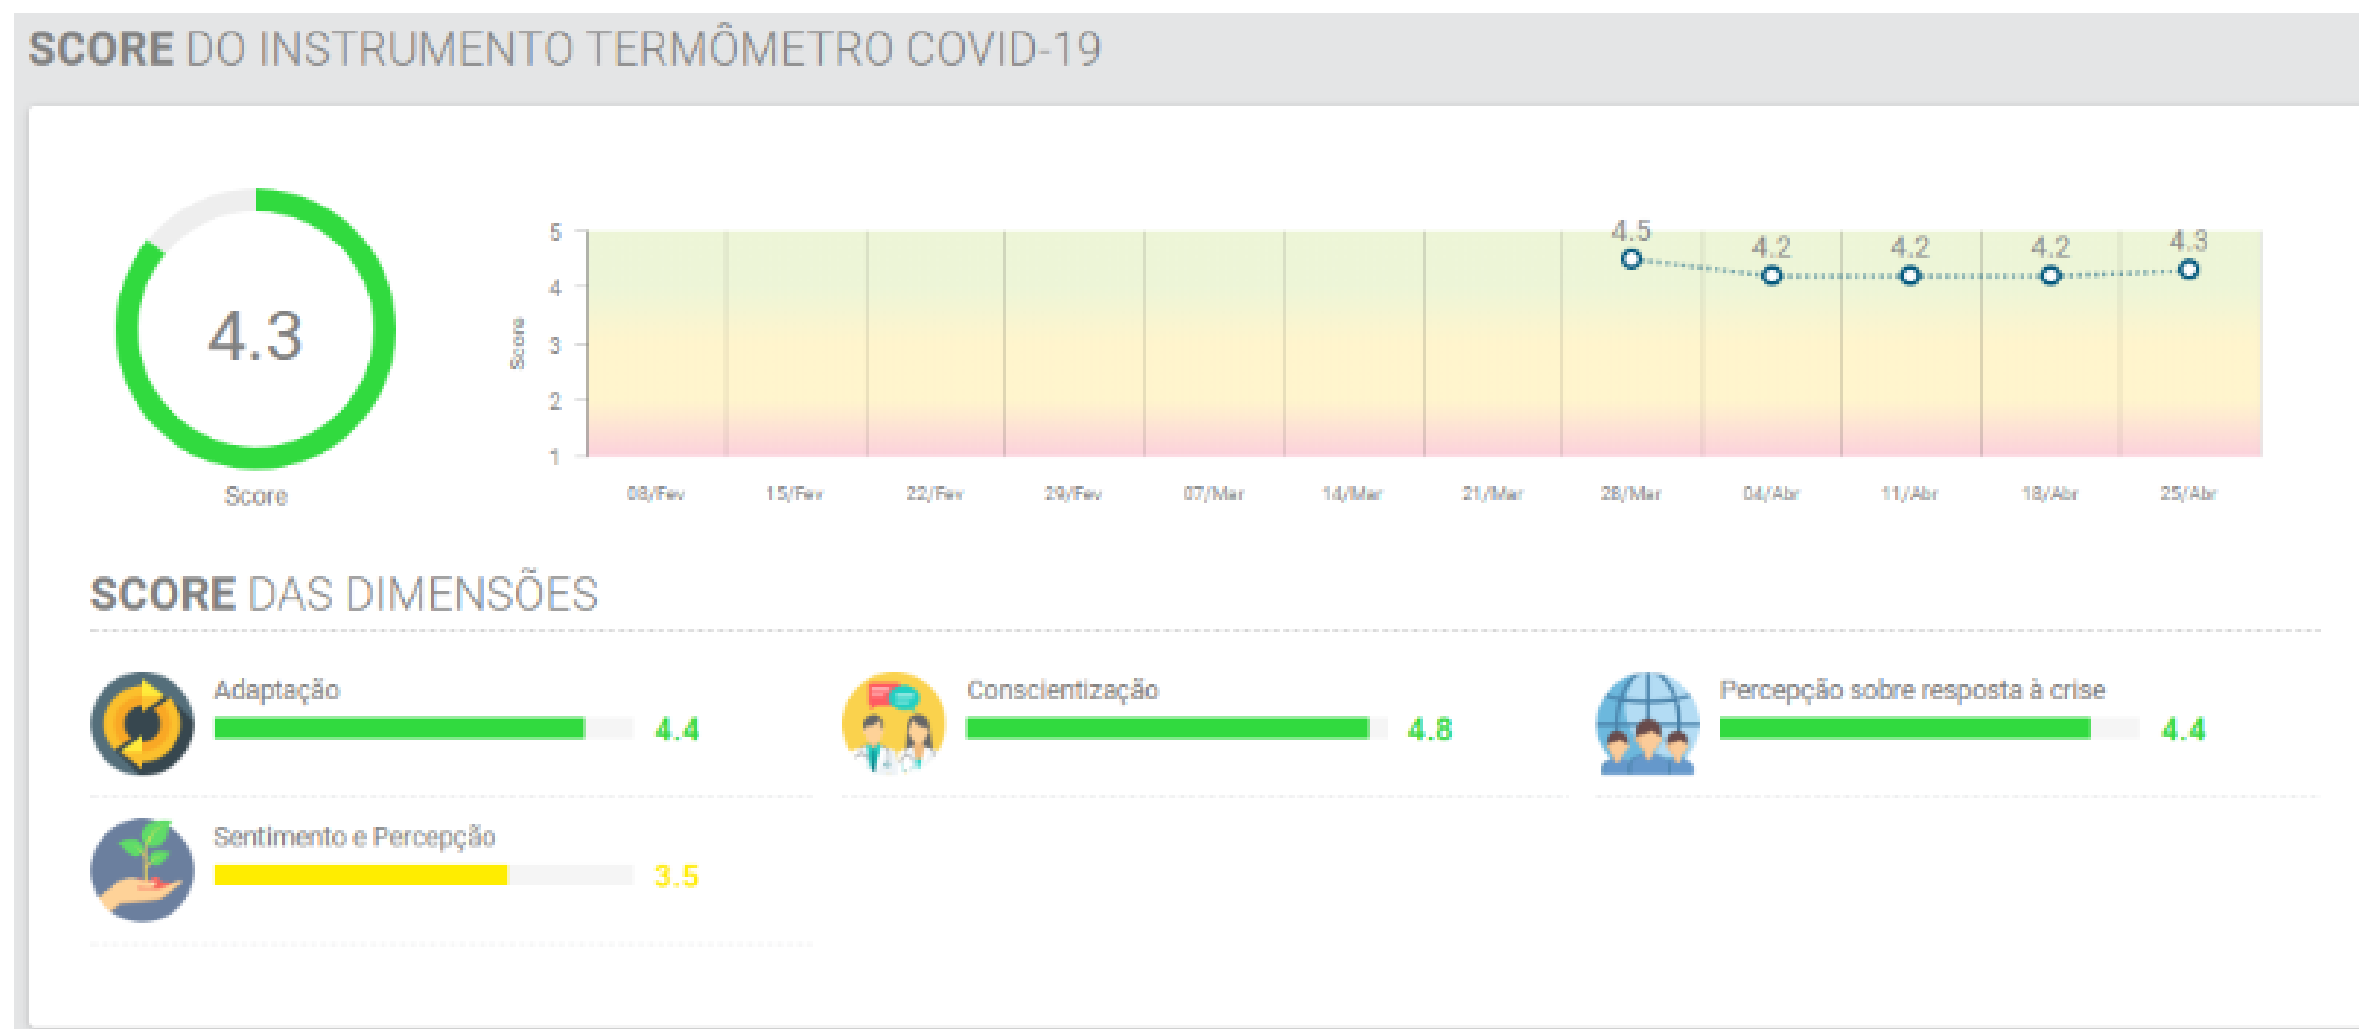 SCORE DO INSTRUMENTO TERMÔMETRO COVID-19
4.3
Score
Score
5
4
3
2
1
4.5
4.2
4.2
4.2
4.3
08/Fev
15/Fev
22/Fev
29/Fev
07/Mar
14/Mar
21/Mar
28/Mar
04/Abr
11/Abr
18/Abr
25/Abr
SCORE DAS DIMENSÕES
Adaptação
4.4
Conscientização
4.8
Percepção sobre resposta à crise
4.4
Sentimento e Percepção
3.5